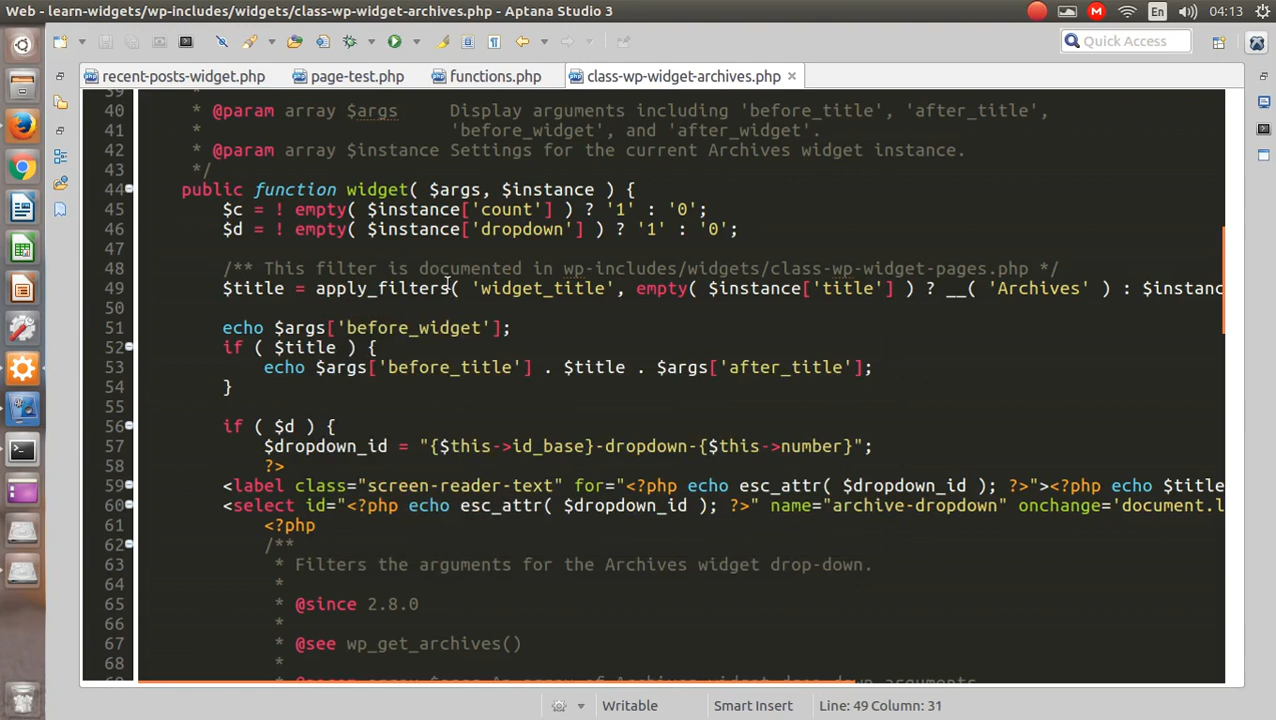 Web - learn-widgets/wp-includes/widgets/class-wp-widget-archives.php - Aptana Studio 3
M
En
04:13
Quick Access
recent-posts-widget.php
page-test.php
functions.php
class-wp-widget-archives.php
39 *
40 * @param array $args Display arguments including 'before_title', 'after_title',
41 * 'before_widget', and 'after_widget'.
42 * @param array $instance Settings for the current Archives widget instance.
43 */
44 public function widget( $args, $instance ) {
45 $c = ! empty( $instance['count'] ) ? '1' : '0';
46 $d = ! empty( $instance['dropdown'] ) ? '1' : '0';
47
48 /** This filter is documented in wp-includes/widgets/class-wp-widget-pages.php */
49 $title = apply_filters( 'widget_title', empty( $instance['title'] ) ? __( 'Archives' ) : $instanc
50
51 echo $args['before_widget'];
52 if ( $title ) {
53 echo $args['before_title'] . $title . $args['after_title'];
54 }
55
56 if ( $d ) {
57 $dropdown_id = "{$this->id_base}-dropdown-{$this->number}";
58 ?>
59 <label class="screen-reader-text" for="<?php echo esc_attr( $dropdown_id ); ?>"><?php echo $title
60 <select id="<?php echo esc_attr( $dropdown_id ); ?>" name="archive-dropdown" onchange='document.l
61 <?php
62 /**
63 * Filters the arguments for the Archives widget drop-down.
64 *
65 * @since 2.8.0
66 *
67 * @see wp_get_archives()
68 *
Writable
Smart Insert
Line: 49 Column: 31